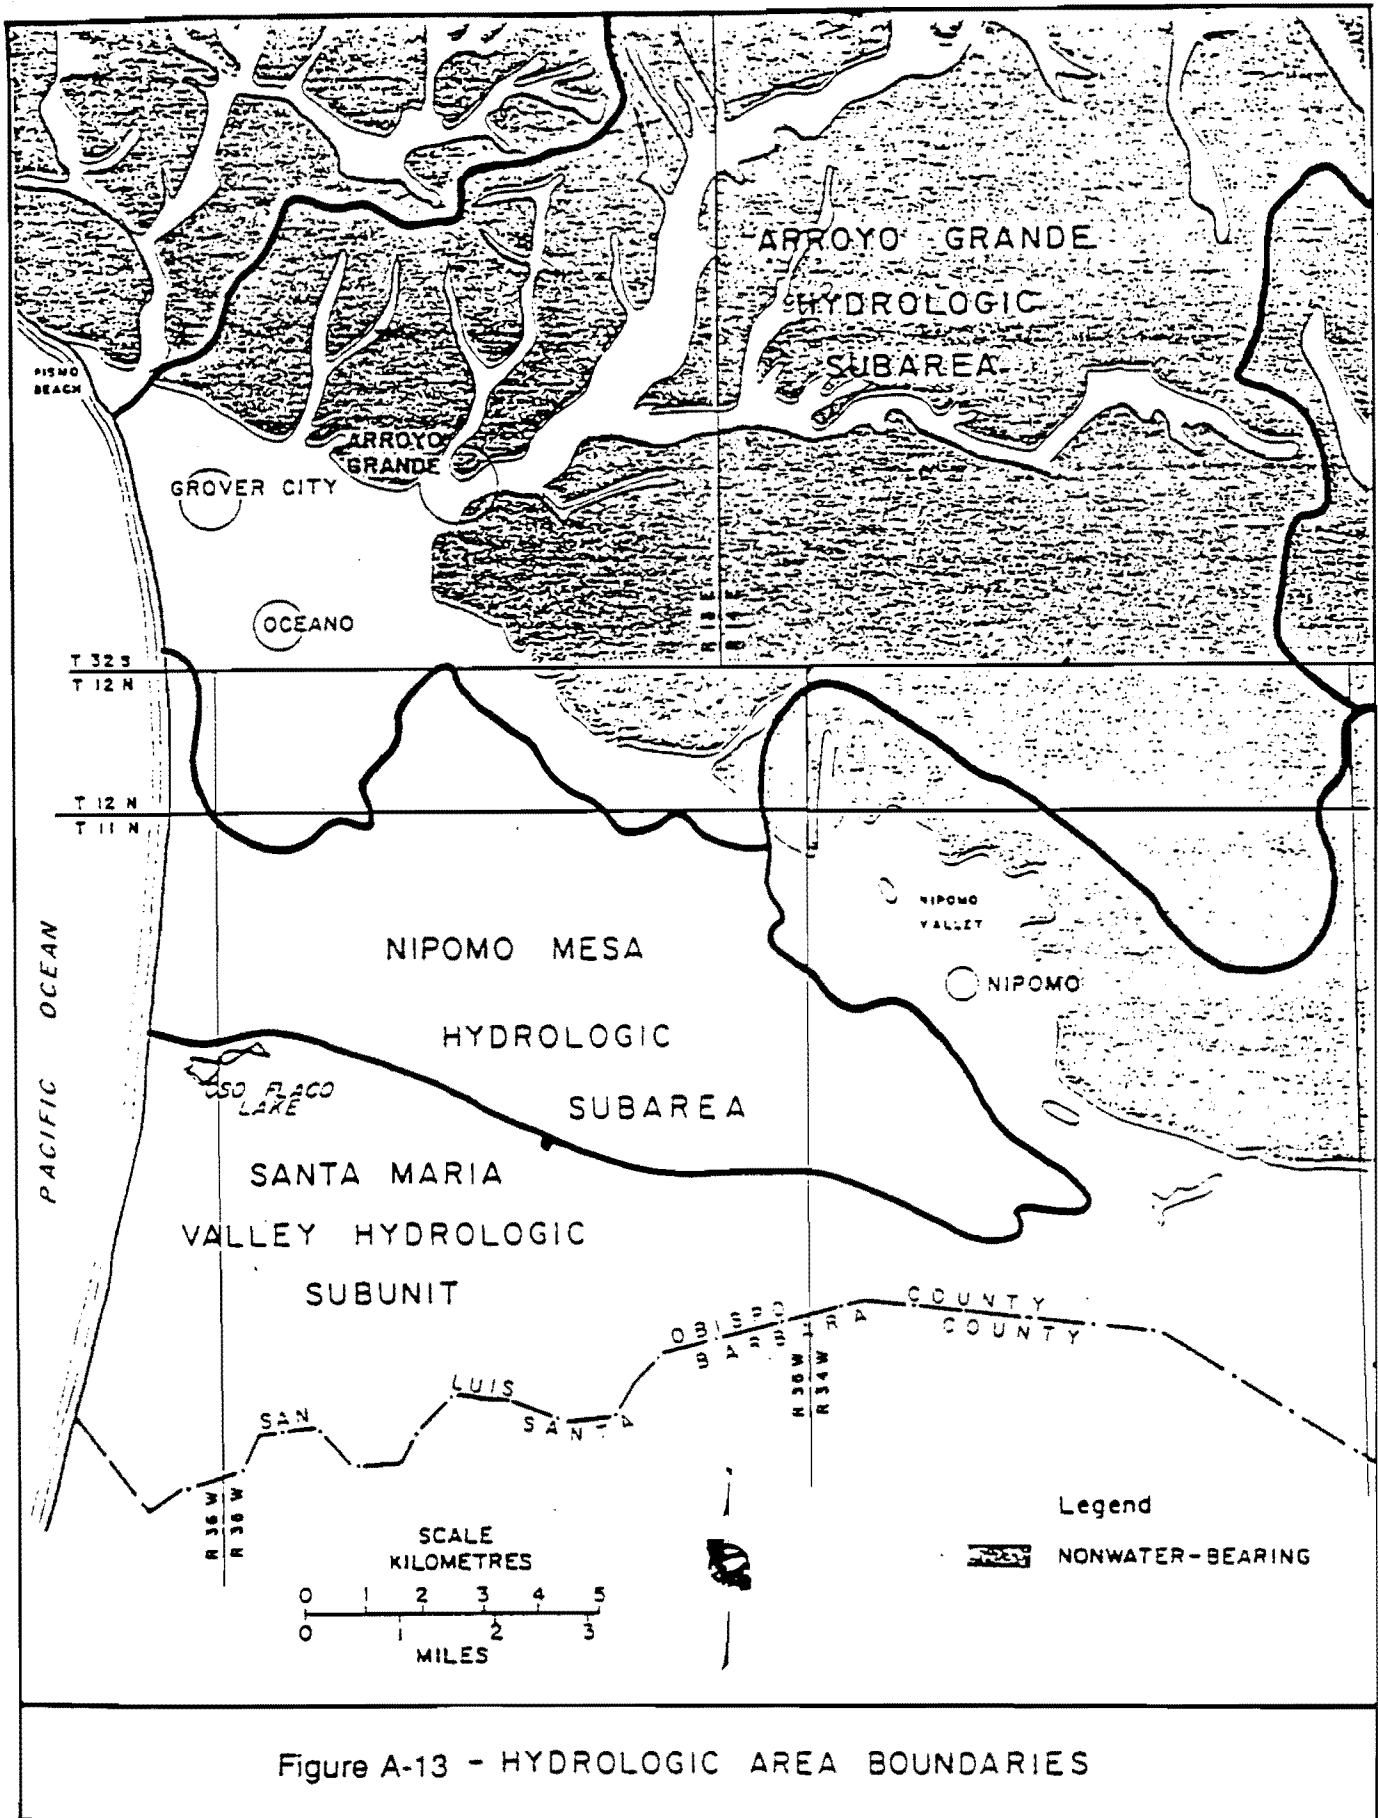 ARROYO GRANDE
HYDROLOGIC
SUBAREA
PISMO
BEACH
ARROYO
GRANDE
GROVER CITY
OCEANO
R 13 E
R 14 E
T 32 S
T 12 N
T 12 N
T 11 N
NIPOMO
VALLEY
NIPOMO
NIPOMO MESA
HYDROLOGIC
SUBAREA
PACIFIC OCEAN
OSO FLACO
LAKE
SANTA MARIA
VALLEY HYDROLOGIC
SUBUNIT
SAN LUIS OBISPO COUNTY
SANTA BARBARA COUNTY
R 34 W
R 36 W
SCALE
KILOMETRES
0 1 2 3 4 5
0 1 2 3
MILES
Legend
NONWATER-BEARING
Figure A-13 - HYDROLOGIC AREA BOUNDARIES